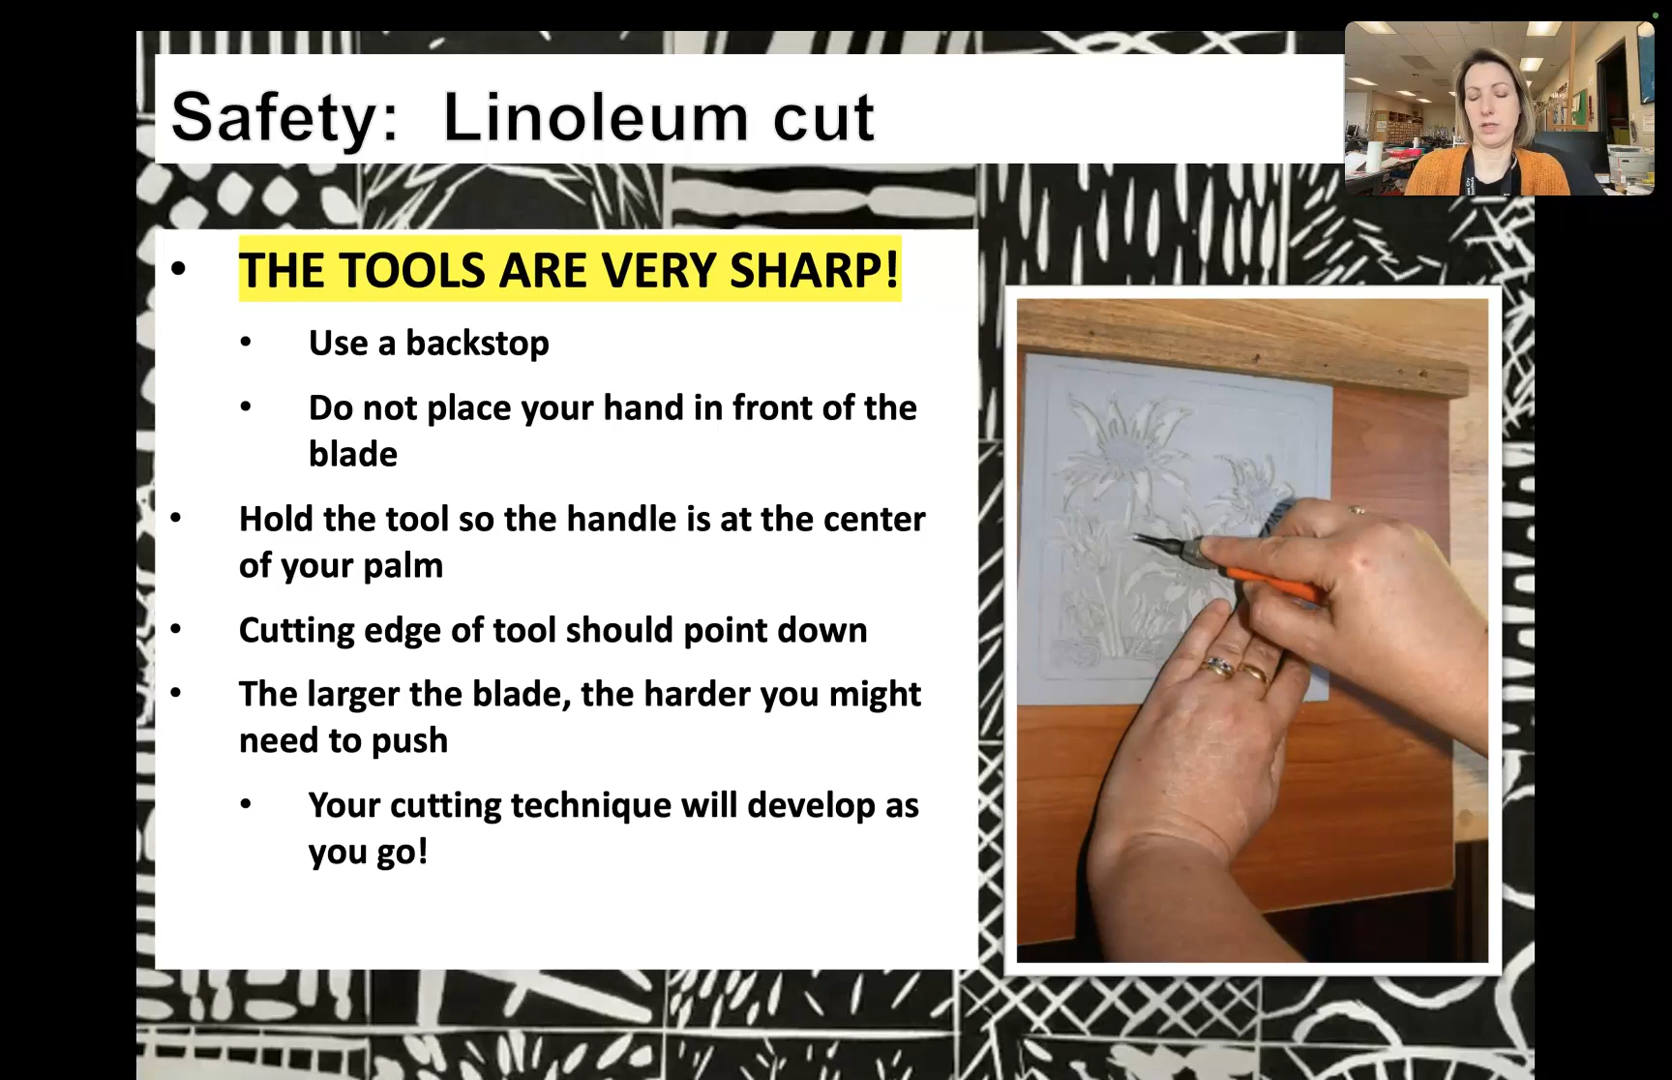 Safety: Linoleum cut
• THE TOOLS ARE VERY SHARP!
• Use a backstop
• Do not place your hand in front of the
blade
• Hold the tool so the handle is at the center
of your palm
• Cutting edge of tool should point down
• The larger the blade, the harder you might
need to push
• Your cutting technique will develop as
you go!